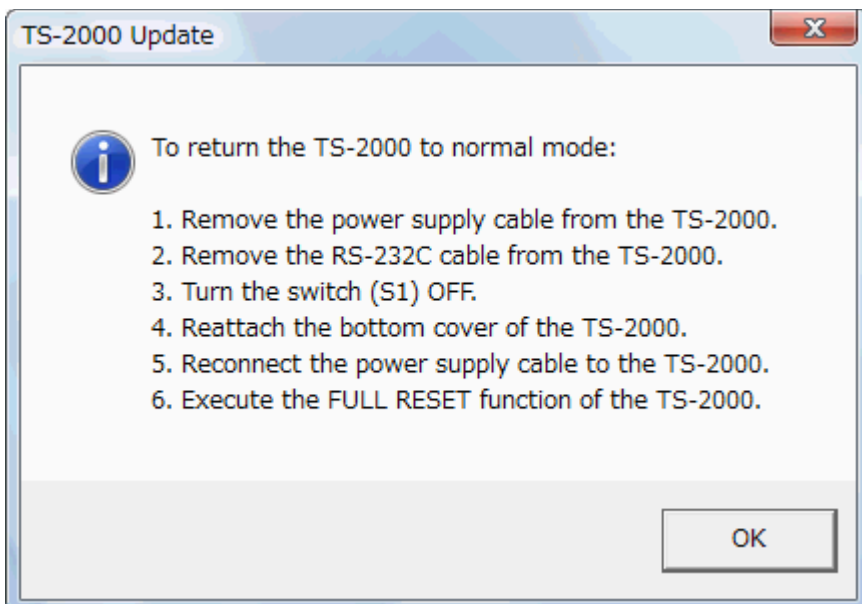 TS-2000 Update
To return the TS-2000 to normal mode:
1. Remove the power supply cable from the TS-2000.
2. Remove the RS-232C cable from the TS-2000.
3. Turn the switch (S1) OFF.
4. Reattach the bottom cover of the TS-2000.
5. Reconnect the power supply cable to the TS-2000.
6. Execute the FULL RESET function of the TS-2000.
OK